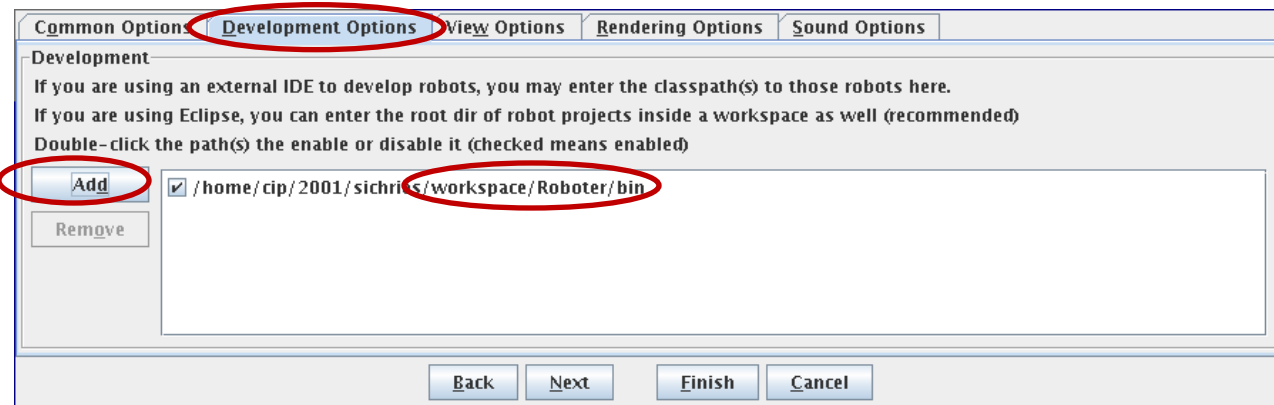 Common Options Development Options View Options Rendering Options Sound Options
Development
If you are using an external IDE to develop robots, you may enter the classpath(s) to those robots here.
If you are using Eclipse, you can enter the root dir of robot projects inside a workspace as well (recommended)
Double-click the path(s) the enable or disable it (checked means enabled)
Add
/home/cip/2001/sichries/workspace/Roboter/bin
Remove
Back Next Finish Cancel